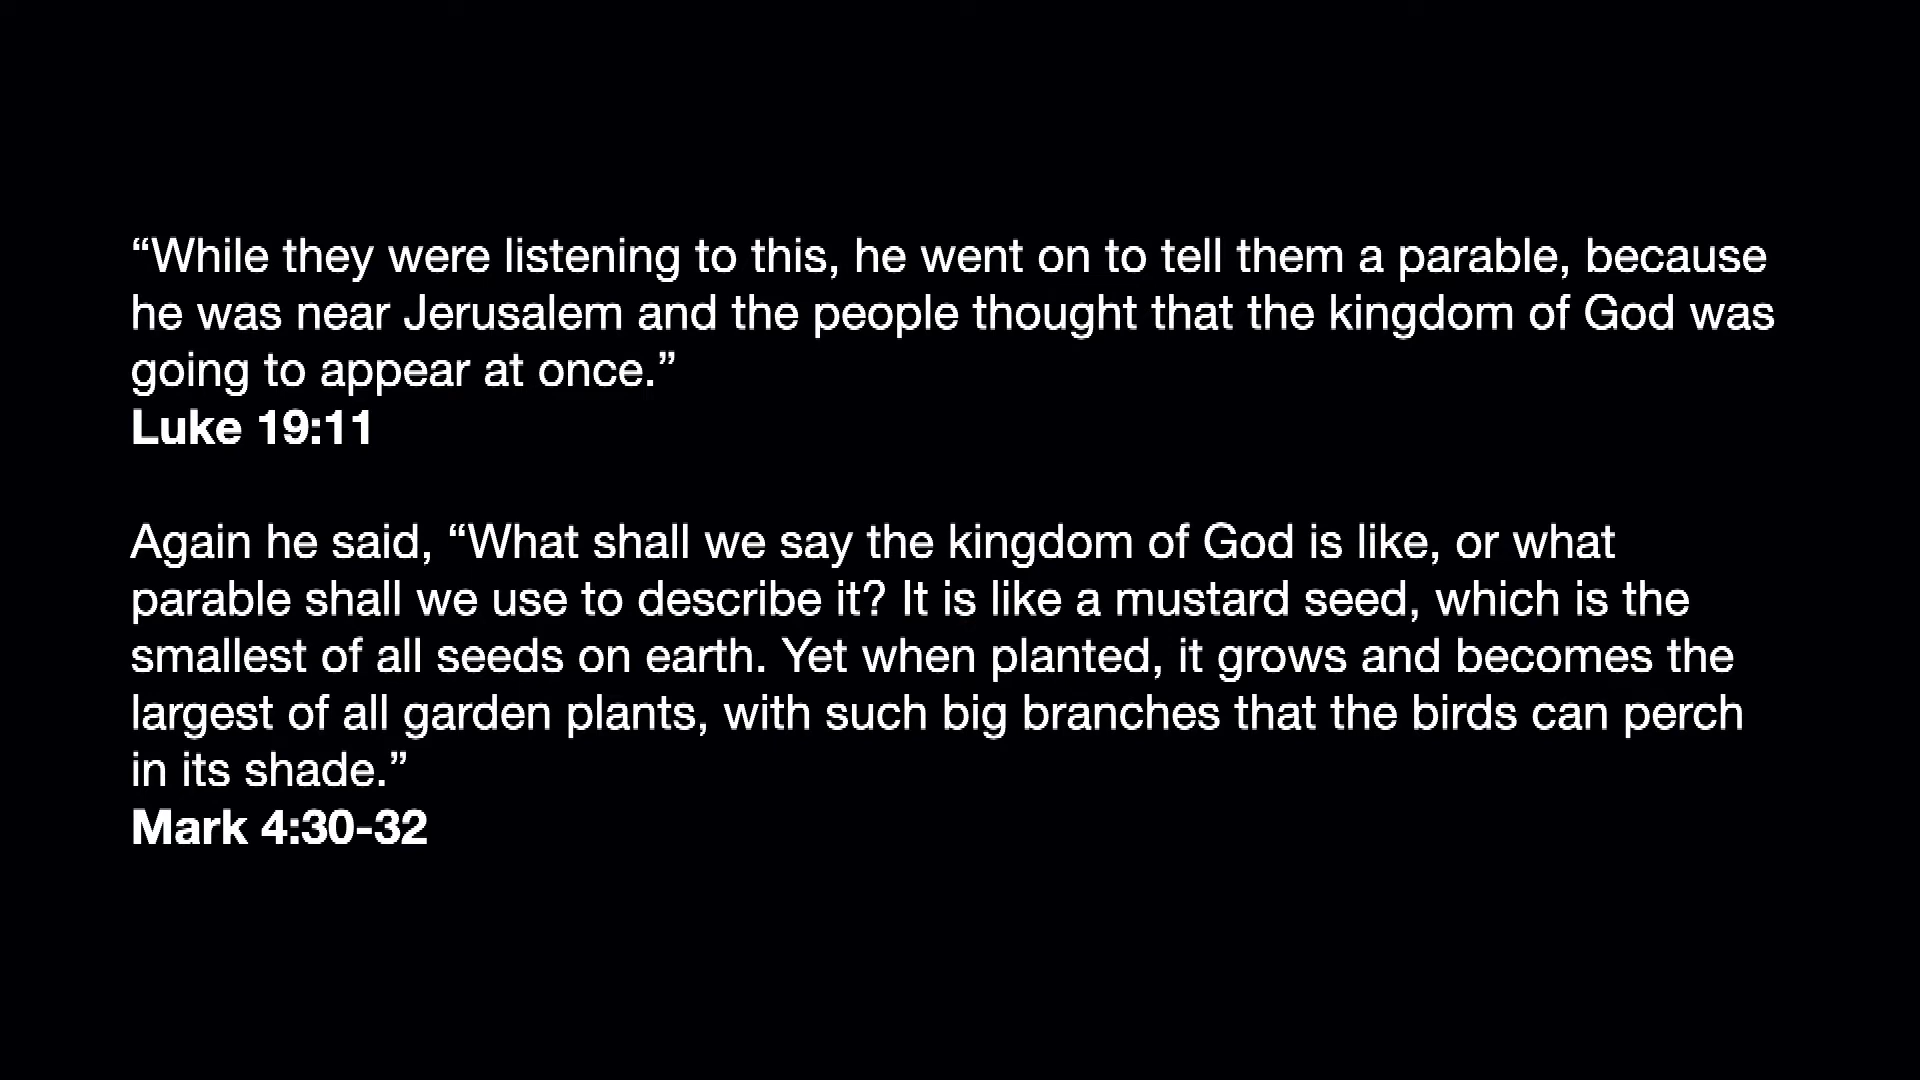 “While they were listening to this, he went on to tell them a parable, because
he was near Jerusalem and the people thought that the kingdom of God was
going to appear at once.”
Luke 19:11
Again he said, “What shall we say the kingdom of God is like, or what
parable shall we use to describe it? It is like a mustard seed, which is the
smallest of all seeds on earth. Yet when planted, it grows and becomes the
largest of all garden plants, with such big branches that the birds can perch
in its shade.”
Mark 4:30-32